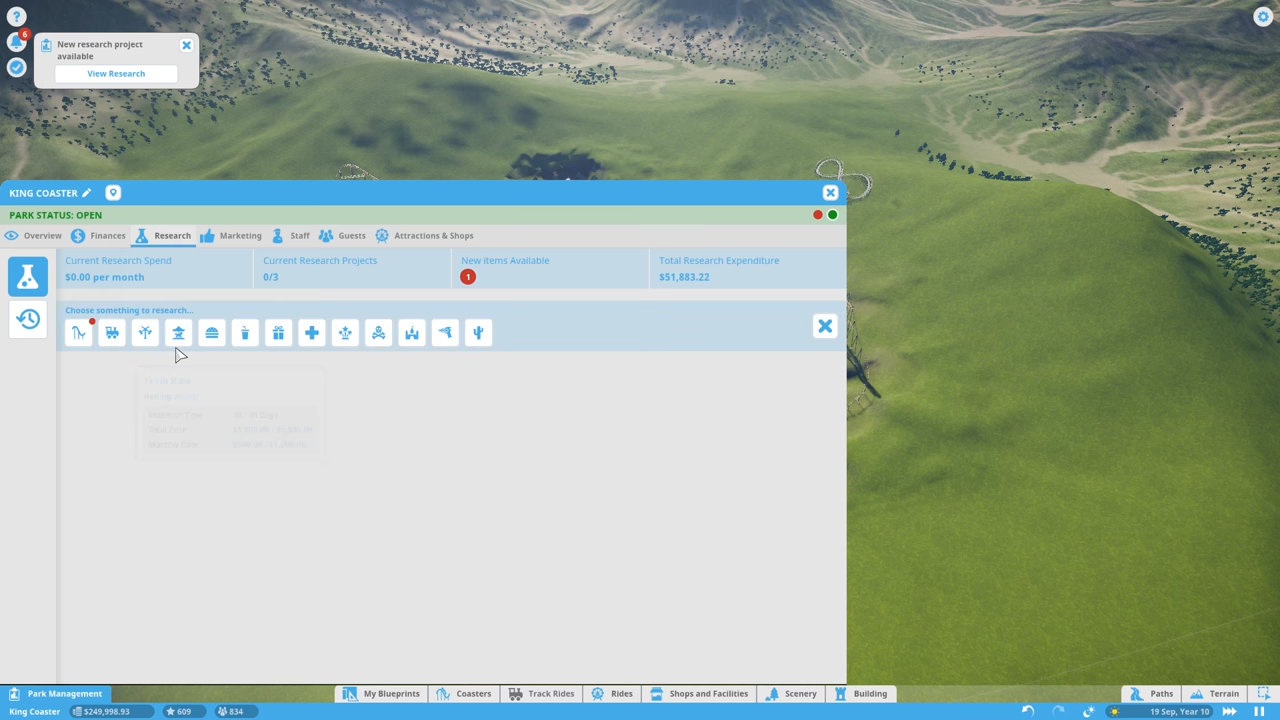 6
New research project
available
View Research
KING COASTER
PARK STATUS: OPEN
Overview
Finances
Research
Marketing
Staff
Guests
Attractions & Shops
Current Research Spend
$0.00 per month
Current Research Projects
0/3
New items Available
1
Total Research Expenditure
$51,883.22
Choose something to research...
Park Management
My Blueprints
Coasters
Track Rides
Rides
Shops and Facilities
Scenery
Building
Paths
Terrain
King Coaster
$249,998.93
609
834
19 Sep, Year 10